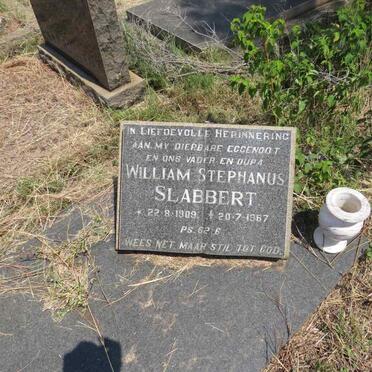 IN LIEFDEVOLLE HERINNERING
AAN MY DIERBARE EGGENOOT
EN ONS VADER EN OUPA
WILLIAM STEPHANUS
SLABBERT
* 22-8-1909. † 20-7-1967
PS. 62:6
WEES NET MAAR STIL TOT GOD